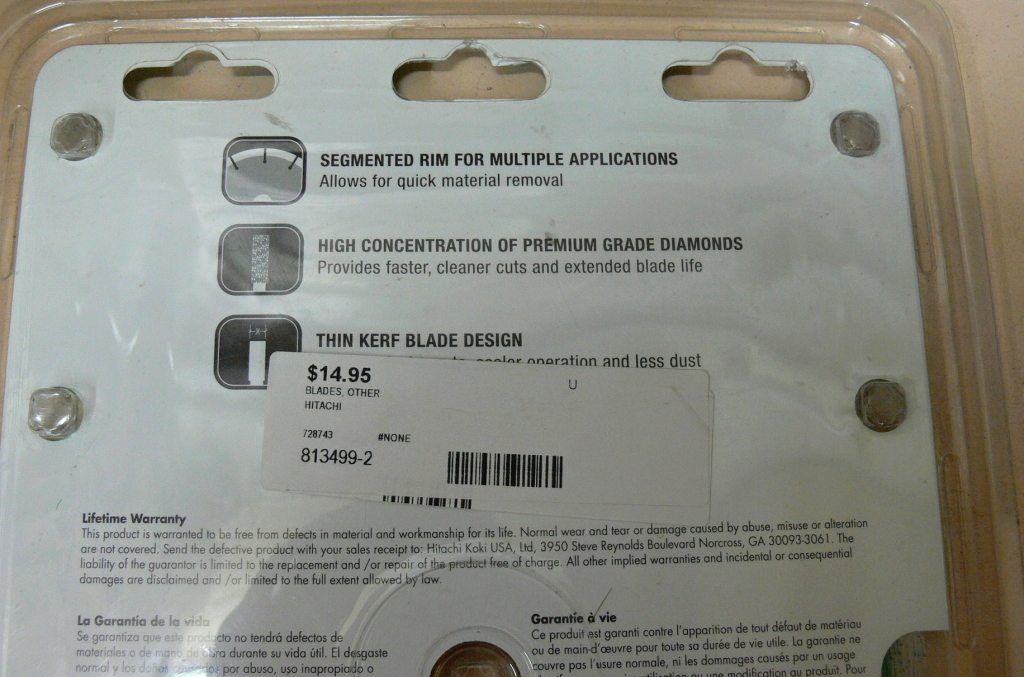 SEGMENTED RIM FOR MULTIPLE APPLICATIONS
Allows for quick material removal
HIGH CONCENTRATION OF PREMIUM GRADE DIAMONDS
Provides faster, cleaner cuts and extended blade life
-X-
THIN KERF BLADE DESIGN
cooler operation and less dust
$14.95
U
BLADES, OTHER
HITACHI
728743 #NONE
813499-2
Lifetime Warranty
This product is warranted to be free from defects in material and workmanship for its life. Normal wear and tear or damage caused by abuse, misuse or alteration
are not covered. Send the defective product with your sales receipt to: Hitachi Koki USA, Ltd, 3950 Steve Reynolds Boulevard Norcross, GA 30093-3061. The
liability of the guarantor is limited to the replacement and /or repair of the product free of charge. All other implied warranties and incidental or consequential
damages are disclaimed and /or limited to the full extent allowed by law.
La Garantía de la vida
Se garantiza que este producto no tendrá defectos de
materiales o de mano de obra durante su vida útil. El desgaste
normal y los daños causados por abuso, uso inapropiado o
Garantie à vie
Ce produit est garanti contre l'apparition de tout défaut de matériau
ou de main-d'œuvre pour toute sa durée de vie utile. La garantie ne
couvre pas l'usure normale, ni les dommages causés par un usage
utilisation ou une modification au produit. Pour